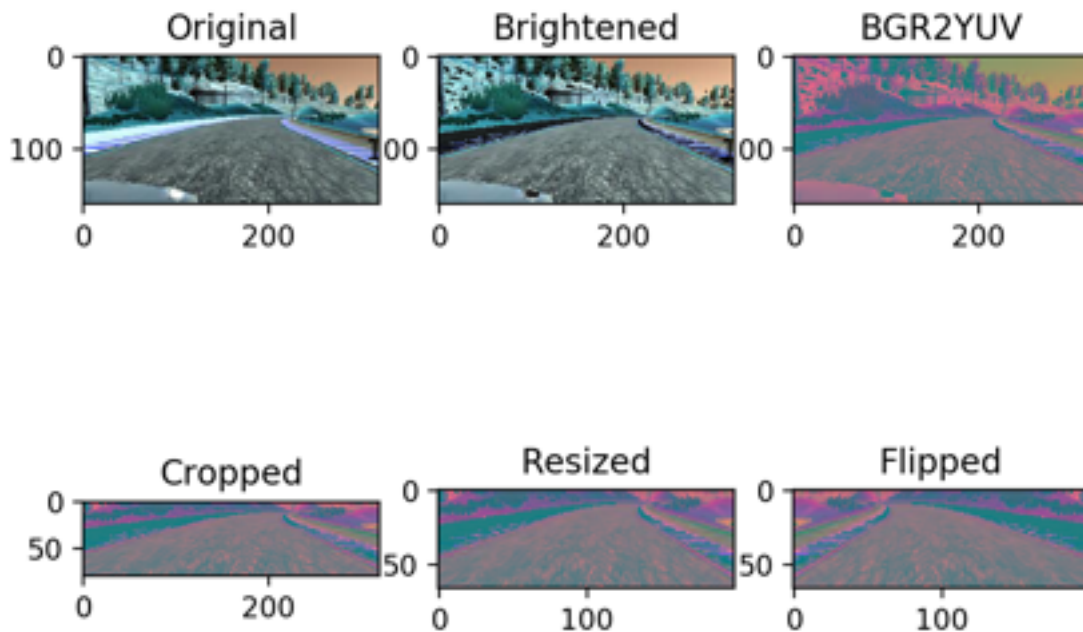 Original Brightened BGR2YUV
0 0 0
100 00 00
0 200 0 200 0 200
Cropped Resized Flipped
0 0 0
50 50 50
0 200 0 100 0 100